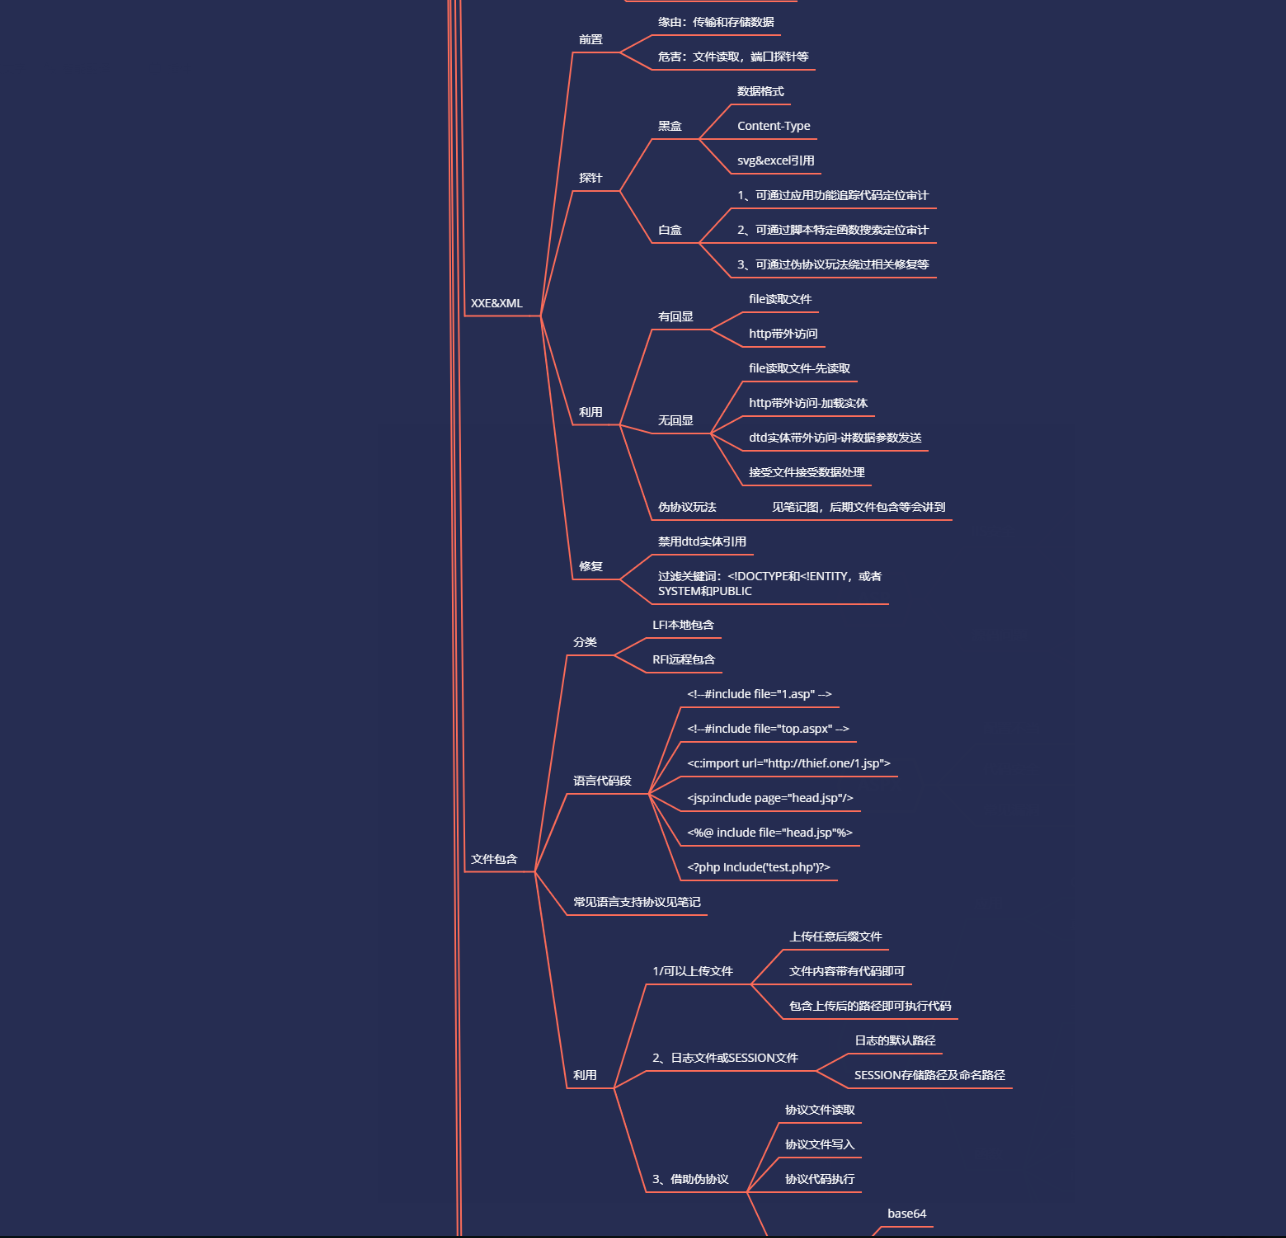 缘由：传输和存储数据
前置
危害：文件读取，端口探针等
数据格式
黑盒
Content-Type
svg&excel引用
探针
1、可通过应用功能追踪代码定位审计
白盒
2、可通过脚本特定函数搜索定位审计
3、可通过伪协议玩法绕过相关修复等
XXE&XML
file读取文件
有回显
http带外访问
file读取文件-先读取
http带外访问-加载实体
利用
无回显
dtd实体带外访问-讲数据参数发送
接受文件接受数据处理
伪协议玩法
见笔记图，后期文件包含等会讲到
禁用dtd实体引用
修复
过滤关键词：<!DOCTYPE和<!ENTITY，或者
SYSTEM和PUBLIC
LFI本地包含
分类
RFI远程包含
<!--#include file="1.asp" -->
<!--#include file="top.aspx" -->
<c:import url="http://thief.one/1.jsp">
语言代码段
<jsp:include page="head.jsp"/>
<%@ include file="head.jsp"%>
文件包含
<?php Include('test.php')?>
常见语言支持协议见笔记
上传任意后缀文件
1/可以上传文件
文件内容带有代码即可
包含上传后的路径即可执行代码
日志的默认路径
2、日志文件或SESSION文件
利用
SESSION存储路径及命名路径
协议文件读取
协议文件写入
3、借助伪协议
协议代码执行
base64